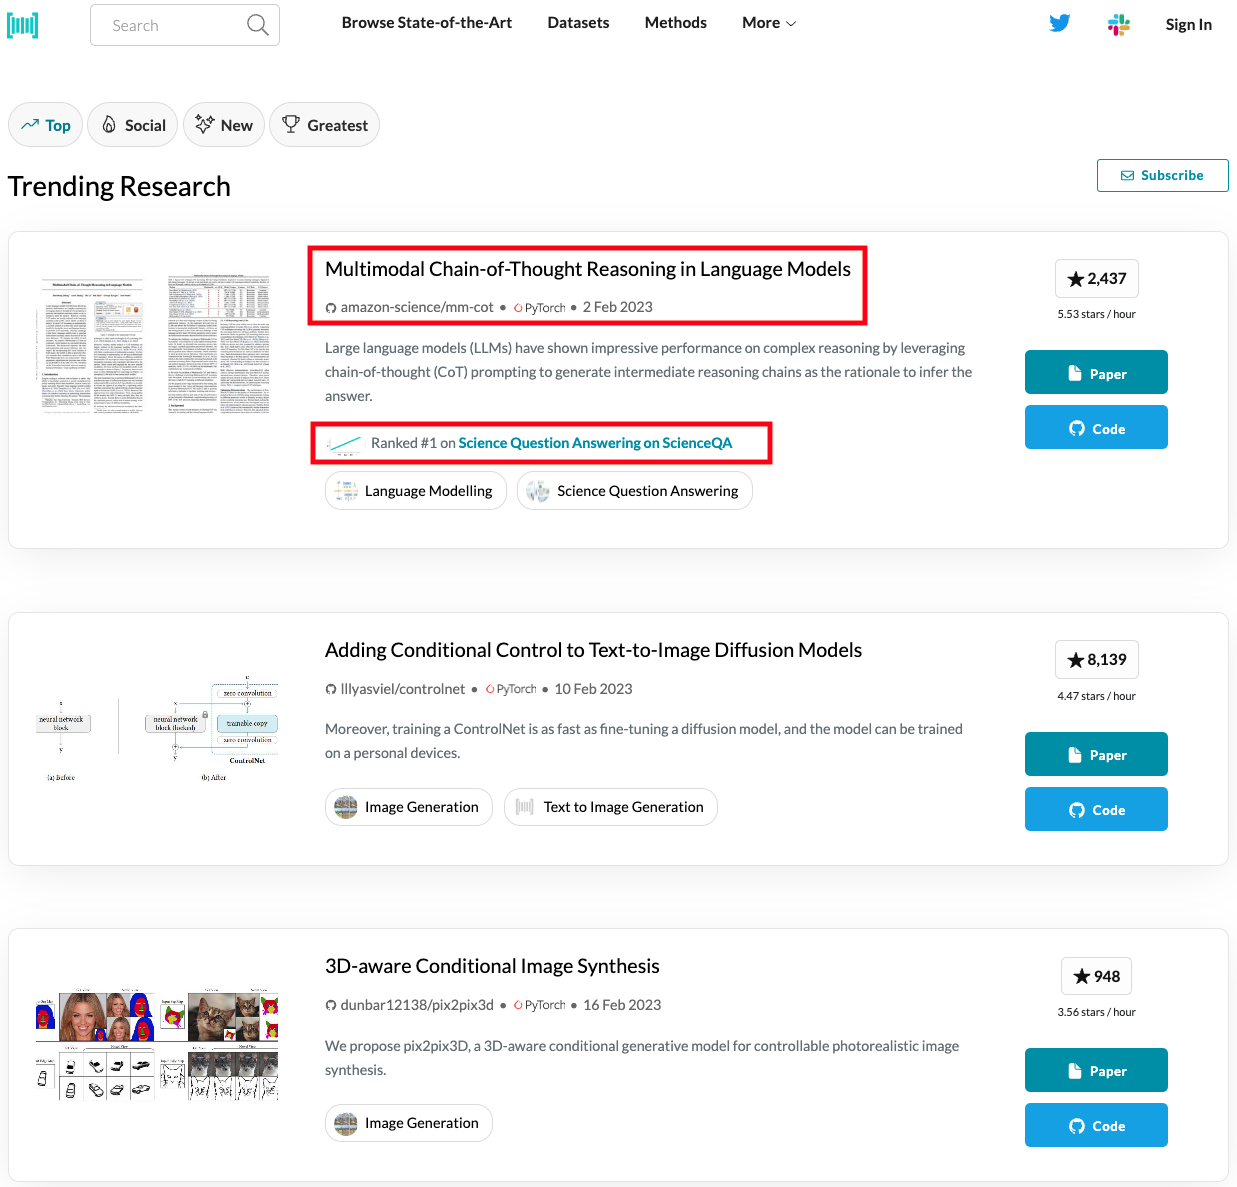 Search
Browse State-of-the-Art Datasets Methods More
Sign In
Top Social New Greatest
Trending Research
Subscribe
Multimodal Chain-of-Thought Reasoning in Language Models
amazon-science/mm-cot • PyTorch • 2 Feb 2023
Large language models (LLMs) have shown impressive performance on complex reasoning by leveraging
chain-of-thought (CoT) prompting to generate intermediate reasoning chains as the rationale to infer the
answer.
Ranked #1 on Science Question Answering on ScienceQA
Language Modelling Science Question Answering
2,437
5.53 stars / hour
Paper
Code
x
neural network
block
y
(a) Before
c
zero convolution
x
neural network
block (locked)
trainable copy
zero convolution
y
ControlNet
(b) After
Adding Conditional Control to Text-to-Image Diffusion Models
lllyasviel/controlnet • PyTorch • 10 Feb 2023
Moreover, training a ControlNet is as fast as fine-tuning a diffusion model, and the model can be trained
on a personal devices.
Image Generation Text to Image Generation
8,139
4.47 stars / hour
Paper
Code
3D-aware Conditional Image Synthesis
dunbar12138/pix2pix3d • PyTorch • 16 Feb 2023
We propose pix2pix3D, a 3D-aware conditional generative model for controllable photorealistic image
synthesis.
Image Generation
948
3.56 stars / hour
Paper
Code